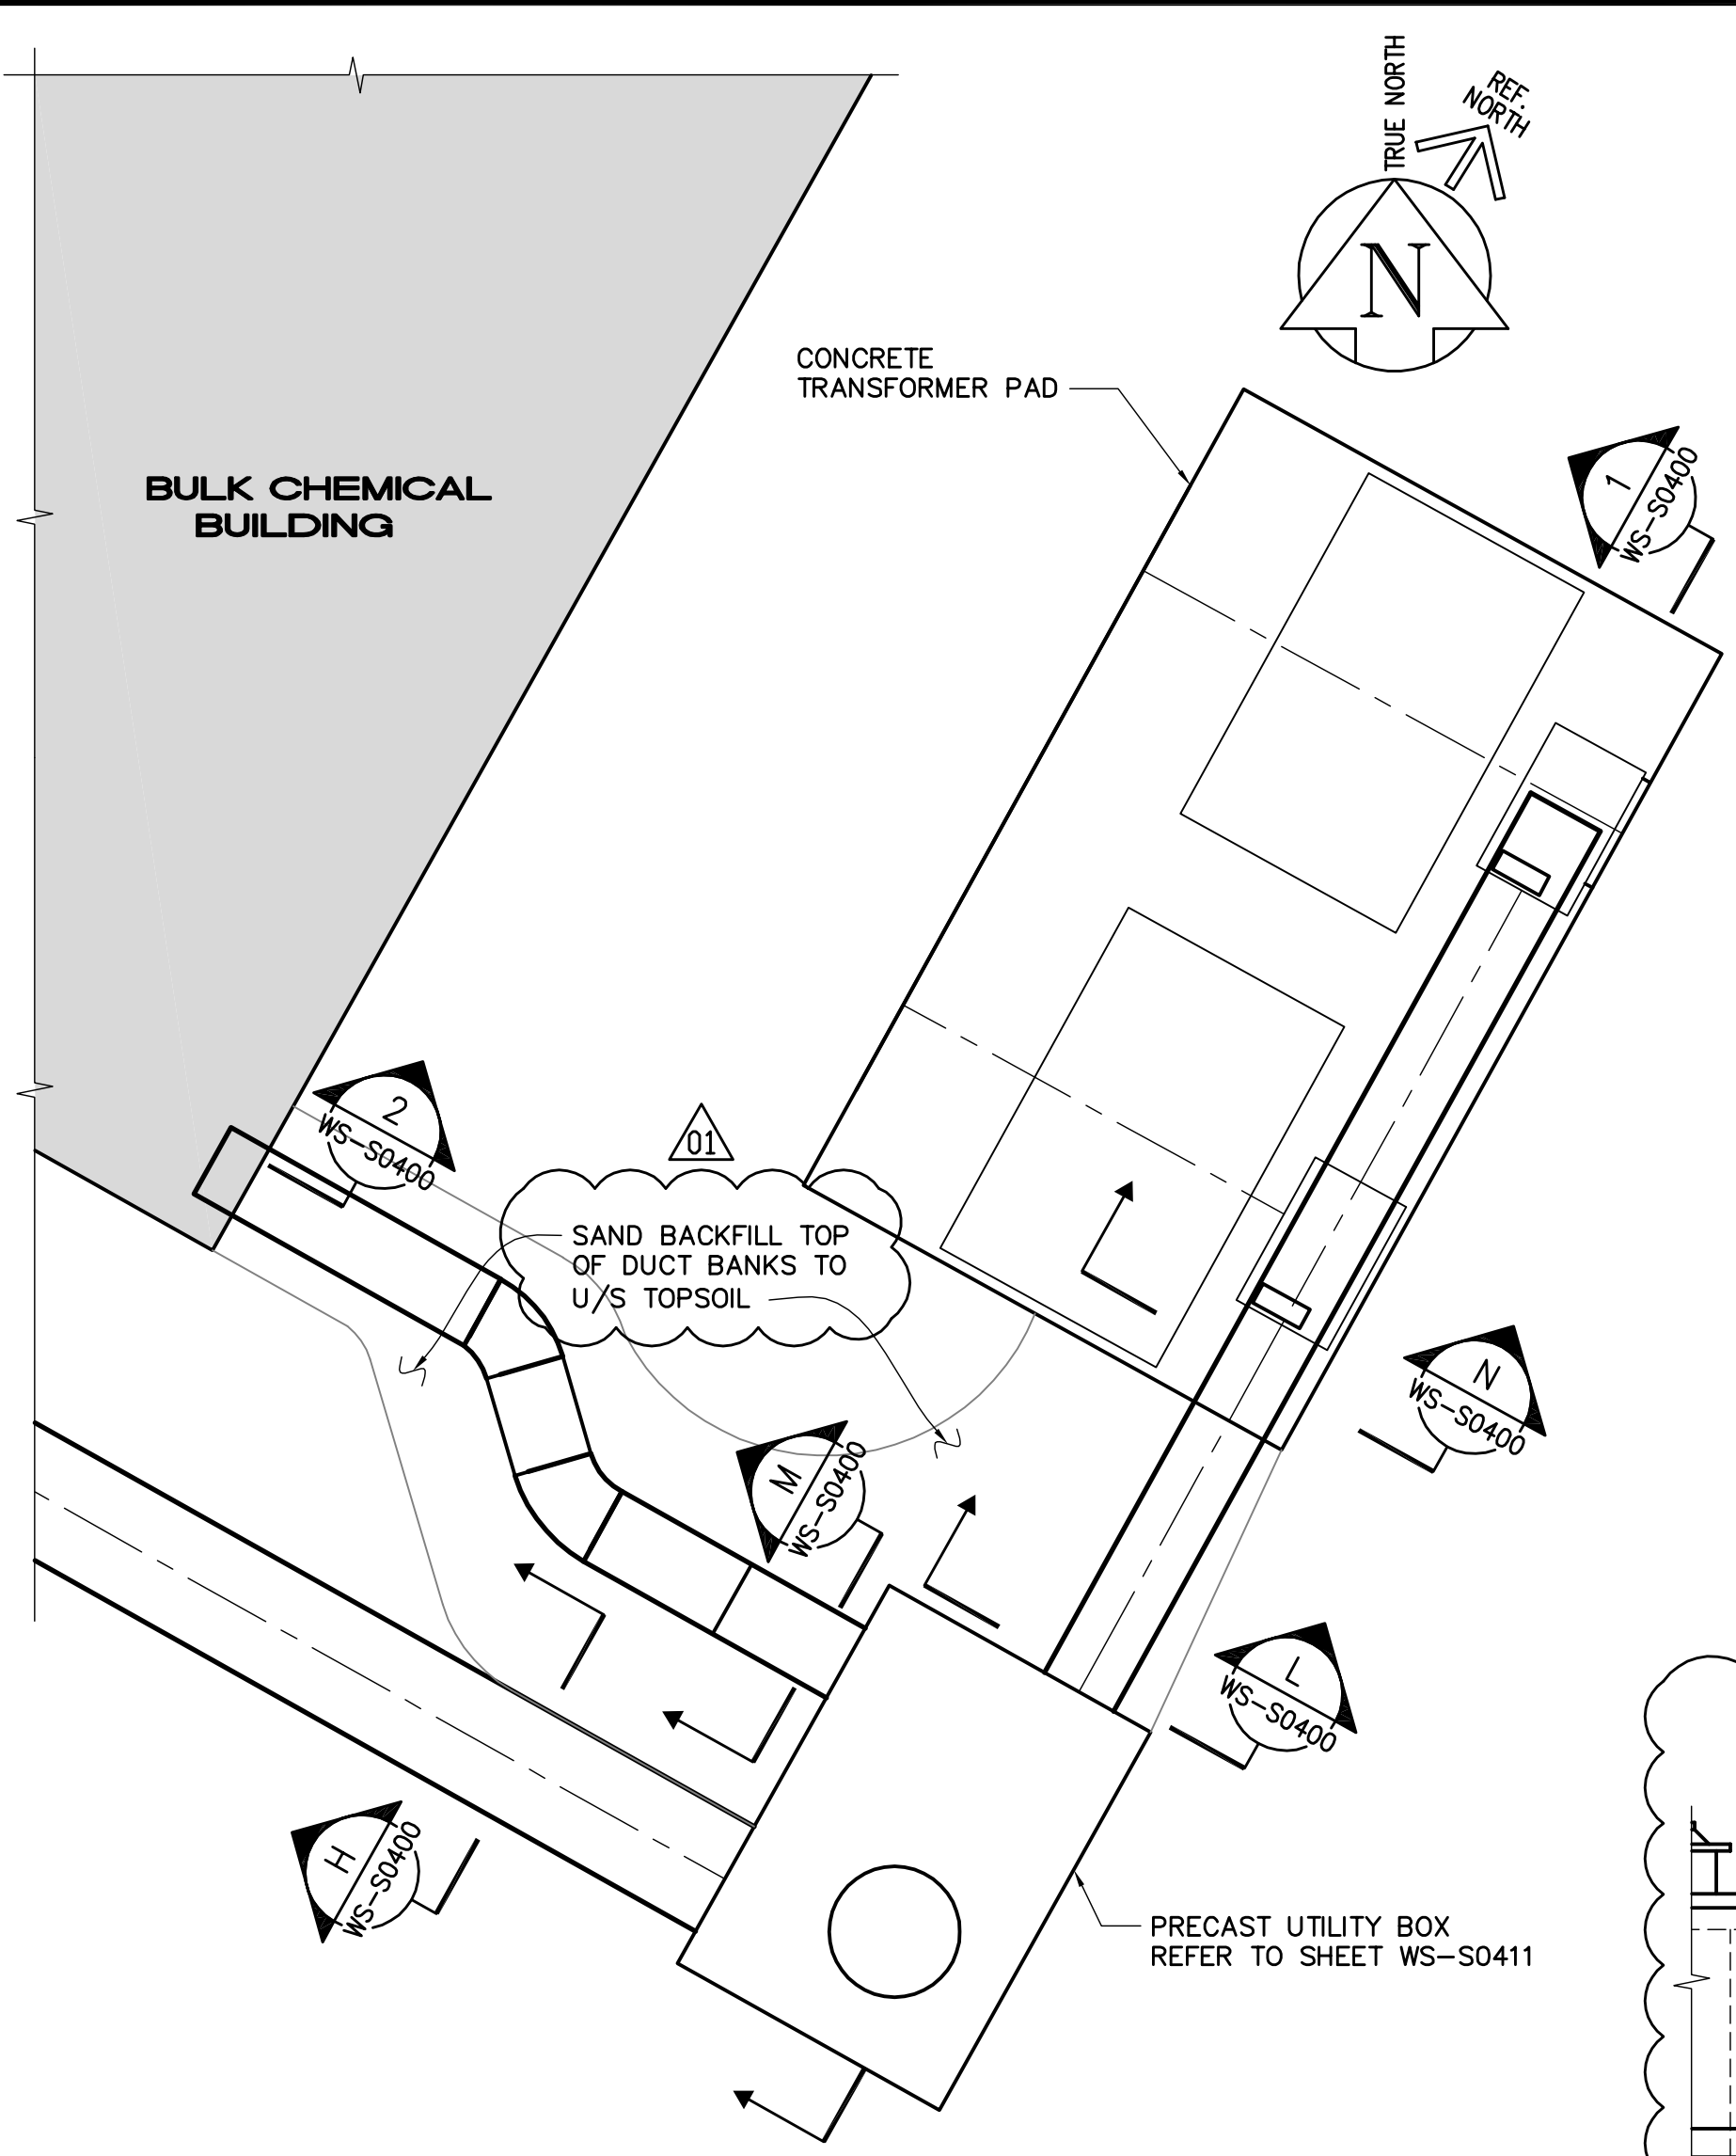 TRUE NORTH
REF.
NORTH
N
CONCRETE
TRANSFORMER PAD
1
WS-S0400
BULK CHEMICAL
BUILDING
2
WS-S0400
01
SAND BACKFILL TOP
OF DUCT BANKS TO
U/S TOPSOIL
N
WS-S0400
M
WS-S0400
L
WS-S0400
H
WS-S0400
PRECAST UTILITY BOX
REFER TO SHEET WS-S0411